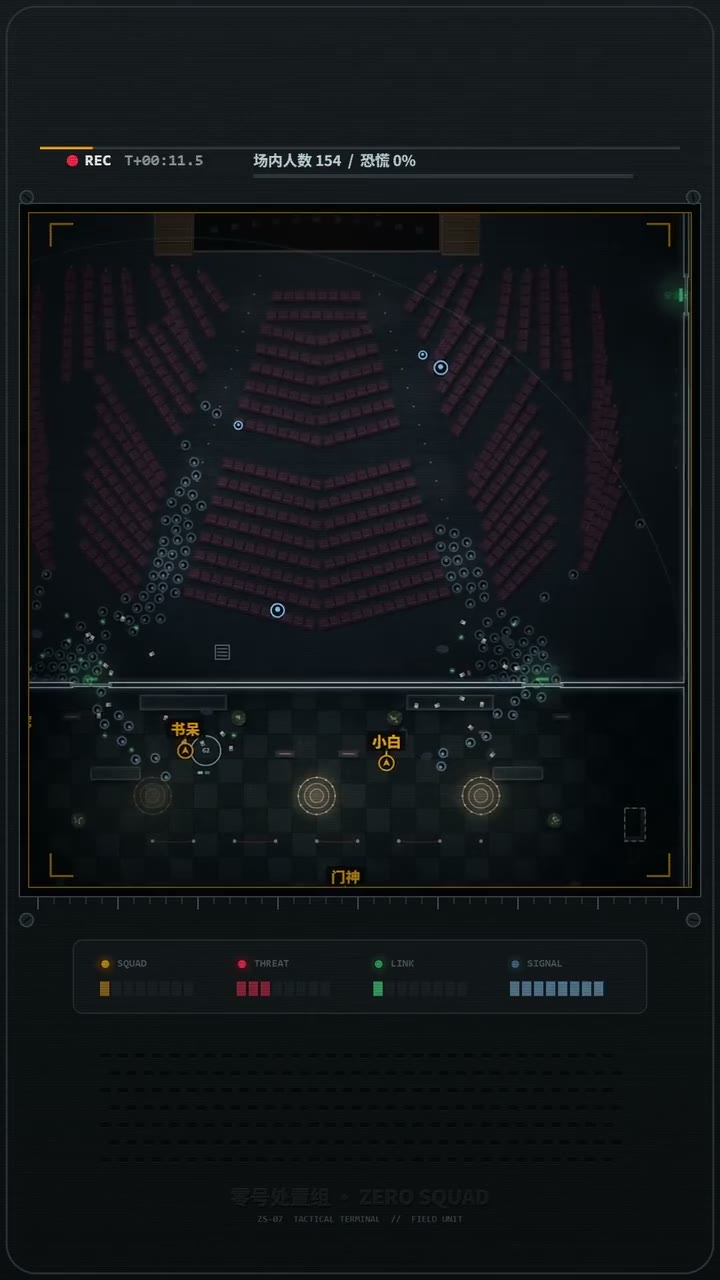 REC T+00:11.5 场内人数 154 / 恐慌 0%
书呆
小白
门神
SQUAD THREAT LINK SIGNAL
零号处置组 · ZERO SQUAD
ZS-07 TACTICAL TERMINAL // FIELD UNIT